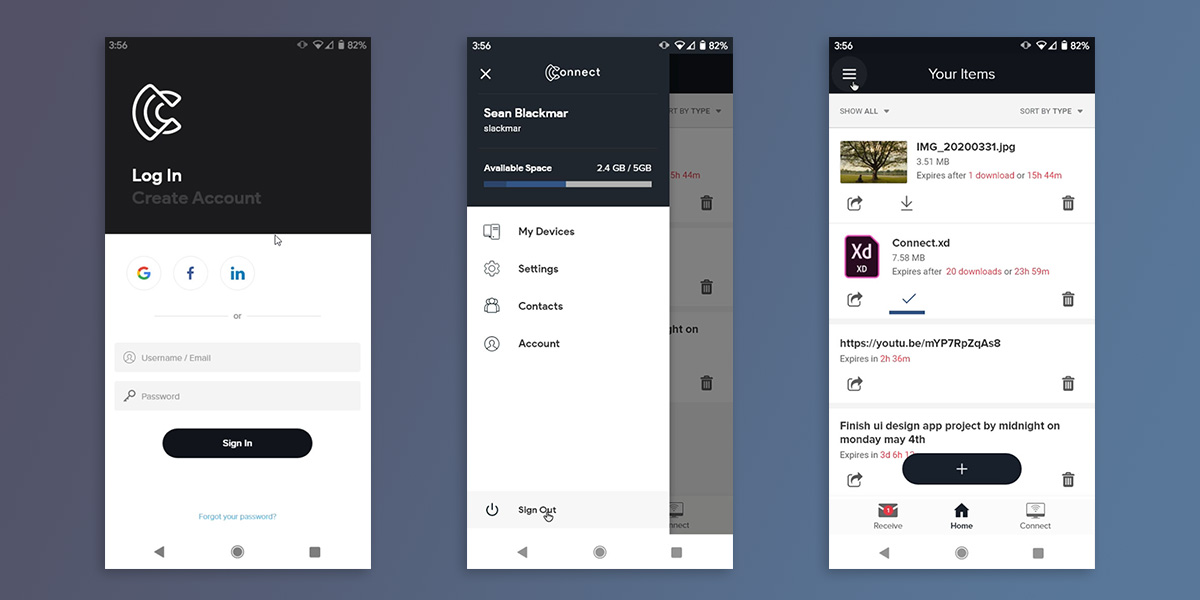 3:56
82%
Log In
Create Account
or
Username / Email
Password
Sign In
Forgot your password?
3:56
82%
Connect
Sean Blackmar
slackmar
Available Space
2.4 GB / 5GB
My Devices
Settings
Contacts
Account
Sign Out
RT BY TYPE
5h 44m
ght on
nnect
3:56
82%
Your Items
SHOW ALL
SORT BY TYPE
IMG_20200331.jpg
3.51 MB
Expires after 1 download or 15h 44m
Xd
XD
Connect.xd
7.58 MB
Expires after 20 downloads or 23h 59m
https://youtu.be/mYP7RpZqAs8
Expires in 2h 36m
Finish ui design app project by midnight on
monday may 4th
Expires in 3d 6h
+
1
Receive
Home
Connect